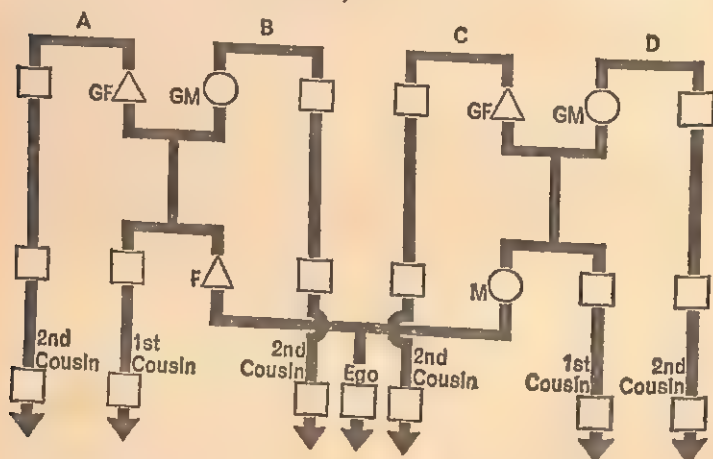 A
B
C
D
GF
GM
GF
GM
F
M
2nd
Cousin
1st
Cousin
2nd
Cousin
Ego
2nd
Cousin
1st
Cousin
2nd
Cousin